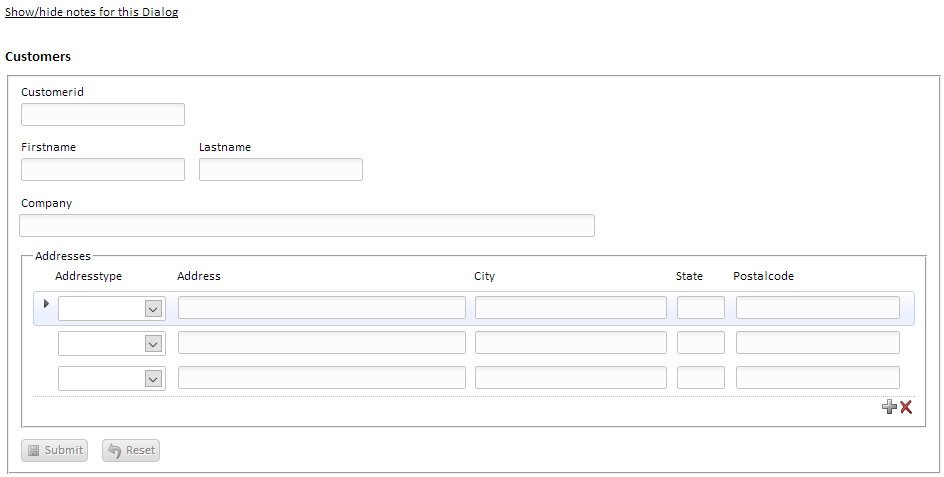 Show/hide notes for this Dialog
Customers
Customerid
Firstname Lastname
Company
Addresses
Addresstype Address City State Postalcode
Submit Reset